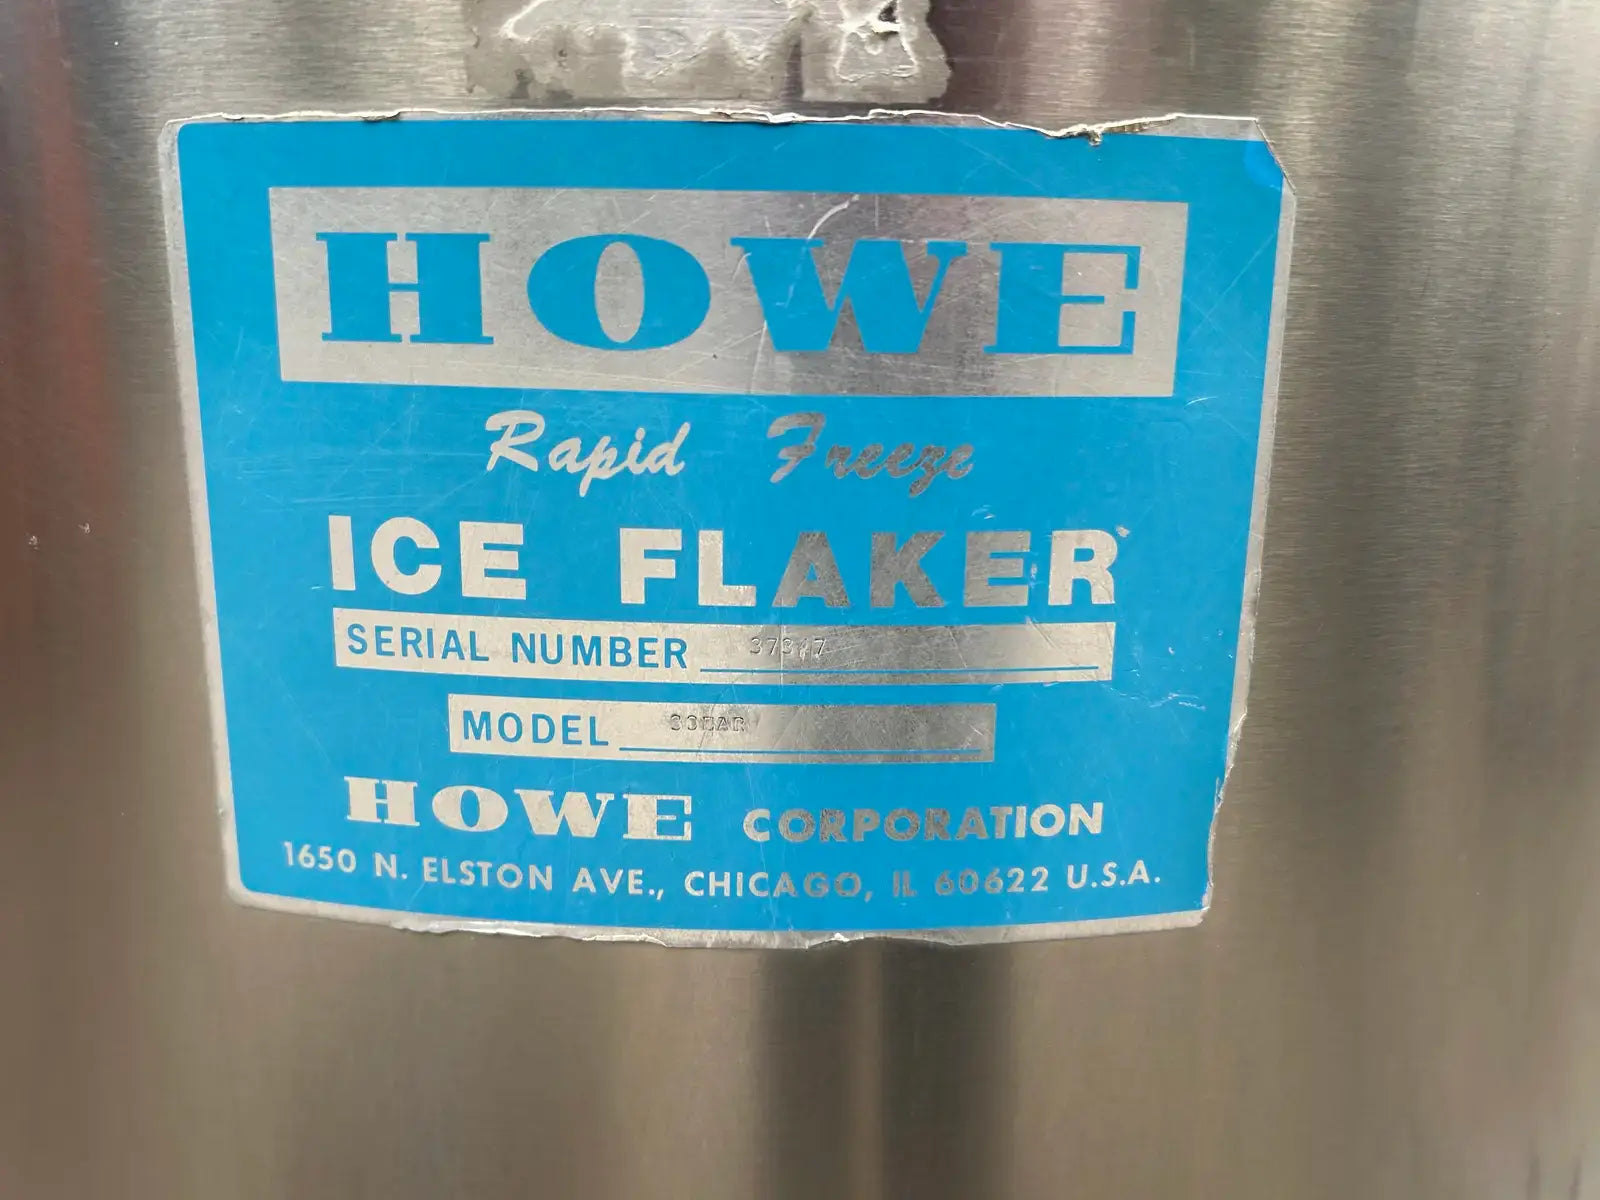 HOWE
Rapid Freeze
ICE FLAKER
SERIAL NUMBER
MODEL
HOWE CORPORATION
1650 N. ELSTON AVE., CHICAGO, IL 60622 U.S.A.